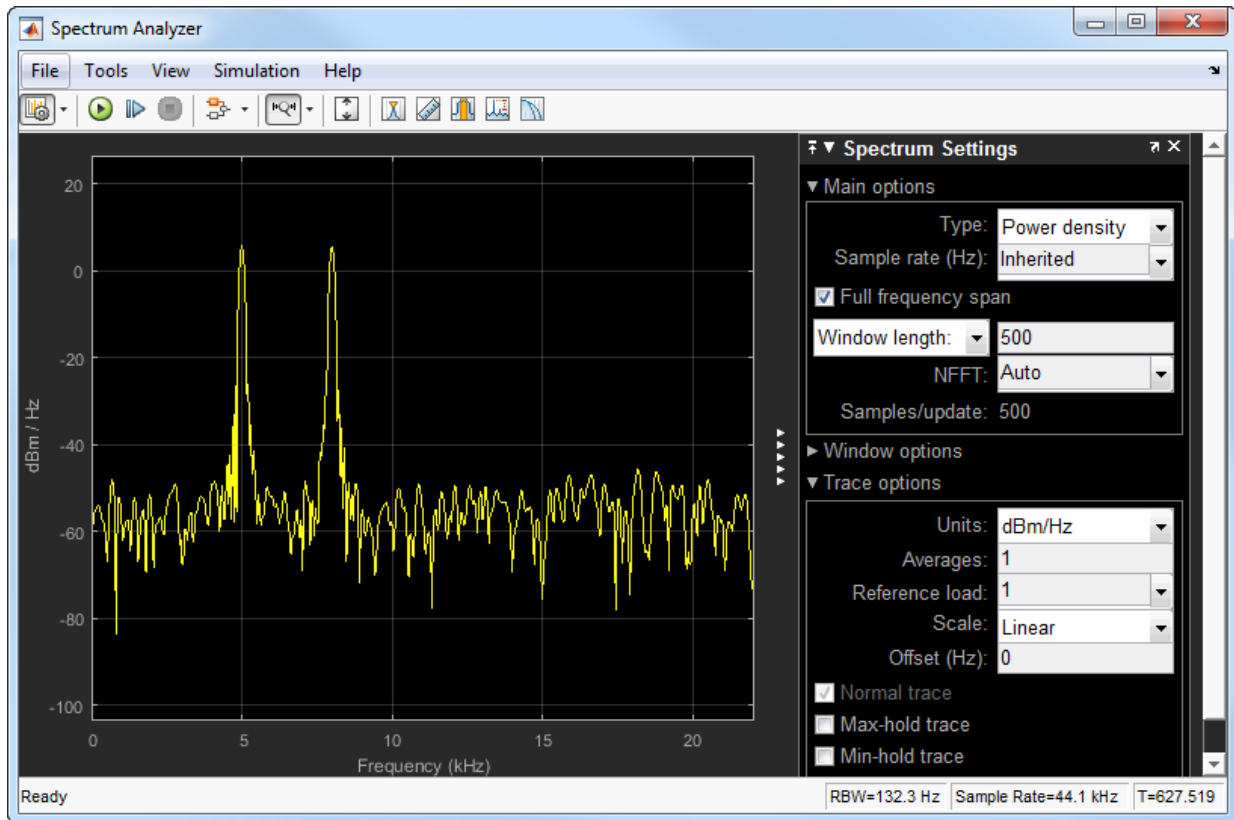 Spectrum Analyzer
File Tools View Simulation Help
Spectrum Settings
Main options
Type: Power density
Sample rate (Hz): Inherited
Full frequency span
Window length: 500
NFFT: Auto
Samples/update: 500
Window options
Trace options
Units: dBm/Hz
Averages: 1
Reference load: 1
Scale: Linear
Offset (Hz): 0
Normal trace
Max-hold trace
Min-hold trace
20
0
-20
-40
-60
-80
-100
dBm / Hz
0 5 10 15 20
Frequency (kHz)
Ready RBW=132.3 Hz Sample Rate=44.1 kHz T=627.519